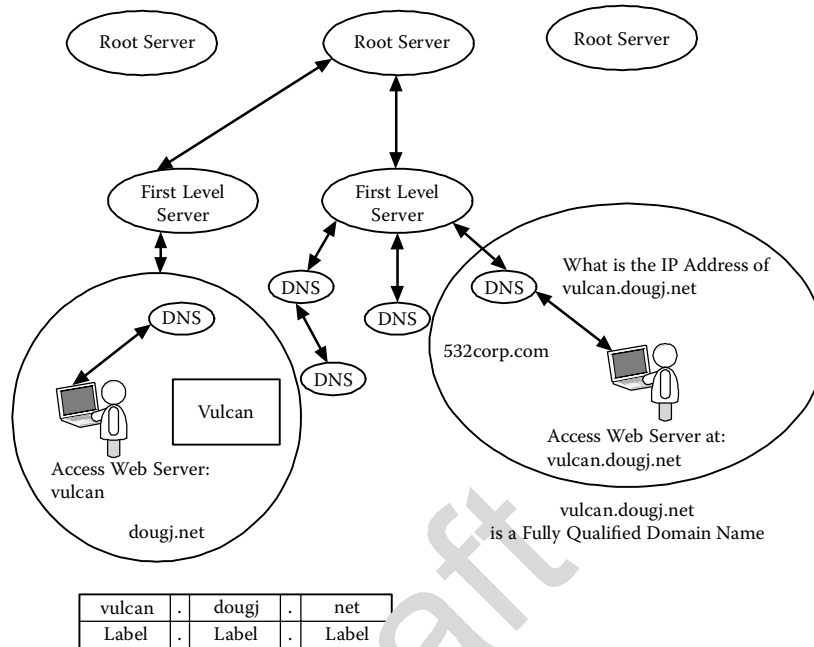 Root Server
Root Server
Root Server
First Level
Server
First Level
Server
DNS
DNS
DNS
What is the IP Address of
vulcan.dougj.net
DNS
DNS
532corp.com
Vulcan
Access Web Server:
vulcan
Access Web Server at:
vulcan.dougj.net
dougj.net
vulcan.dougj.net
is a Fully Qualified Domain Name
vulcan . dougj . net
Label . Label . Label